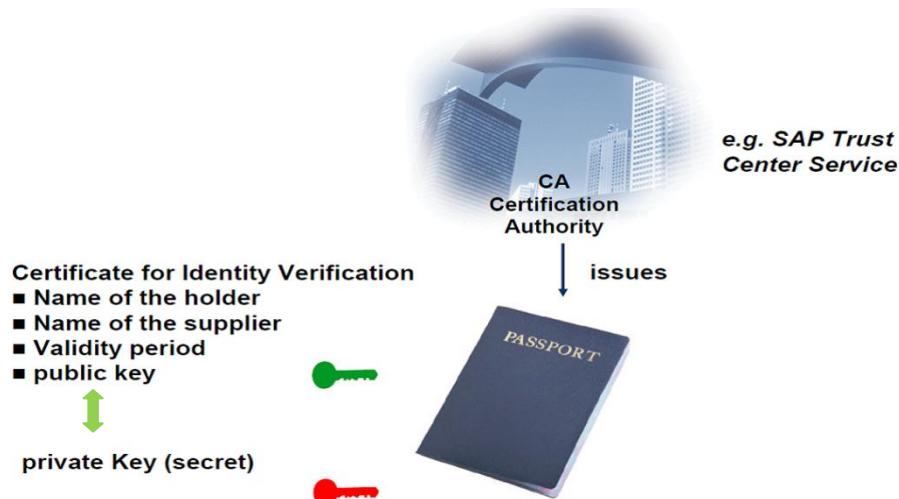 e.g. SAP Trust
Center Service
CA
Certification
Authority
issues
Certificate for Identity Verification
■ Name of the holder
■ Name of the supplier
■ Validity period
■ public key
private Key (secret)
PASSPORT